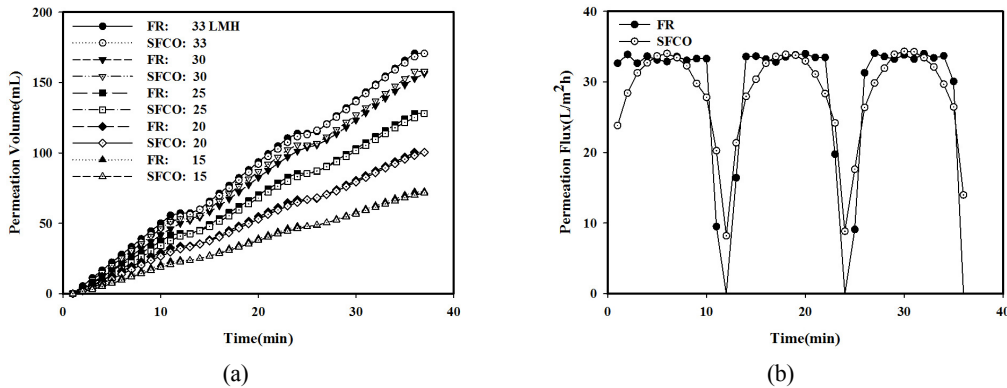 200
150
100
50
0
Permeation Volume(mL)
FR: 33 LMH
SFCO: 33
FR: 30
SFCO: 30
FR: 25
SFCO: 25
FR: 20
SFCO: 20
FR: 15
SFCO: 15
0 10 20 30 40
Time(min)
(a)
40
30
20
10
0
Permeation Flux(L/m²h)
FR
SFCO
0 10 20 30 40
Time(min)
(b)